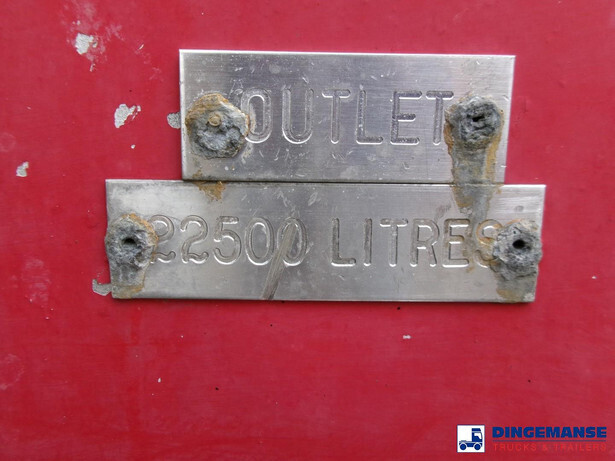 OUTLET
22500 LITRES
DINGEMANSE
TRUCKS & TRAILERS